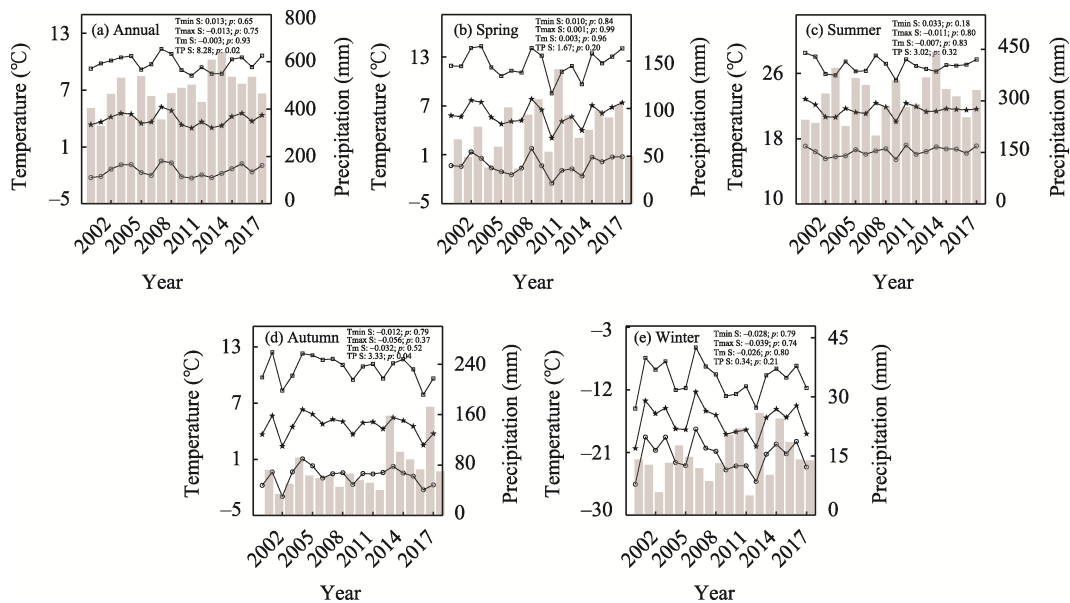 (a) Annual
Tmin S: 0.013; p: 0.65
Tmax S: −0.013; p: 0.75
Tm S: −0.003; p: 0.93
TP S: 8.28; p: 0.02
Temperature (℃)
13
7
1
−5
800
600
400
200
0
Precipitation (mm)
2002
2005
2008
2011
2014
2017
Year
(b) Spring
Tmin S: 0.010; p: 0.84
Tmax S: 0.001; p: 0.99
Tm S: 0.003; p: 0.96
TP S: 1.67; p: 0.20
Temperature (℃)
13
7
1
−5
150
100
50
0
Precipitation (mm)
2002
2005
2008
2011
2014
2017
Year
(c) Summer
Tmin S: 0.033; p: 0.18
Tmax S: −0.011; p: 0.80
Tm S: −0.007; p: 0.83
TP S: 3.02; p: 0.32
Temperature (℃)
26
18
10
450
300
150
0
Precipitation (mm)
2002
2005
2008
2011
2014
2017
Year
(d) Autumn
Tmin S: −0.012; p: 0.79
Tmax S: −0.056; p: 0.37
Tm S: −0.032; p: 0.52
TP S: 3.33; p: 0.04
Temperature (℃)
13
7
1
−5
240
160
80
0
Precipitation (mm)
2002
2005
2008
2011
2014
2017
Year
(e) Winter
Tmin S: −0.028; p: 0.79
Tmax S: −0.039; p: 0.74
Tm S: −0.026; p: 0.80
TP S: 0.34; p: 0.21
Temperature (℃)
−3
−12
−21
−30
45
30
15
0
Precipitation (mm)
2002
2005
2008
2011
2014
2017
Year